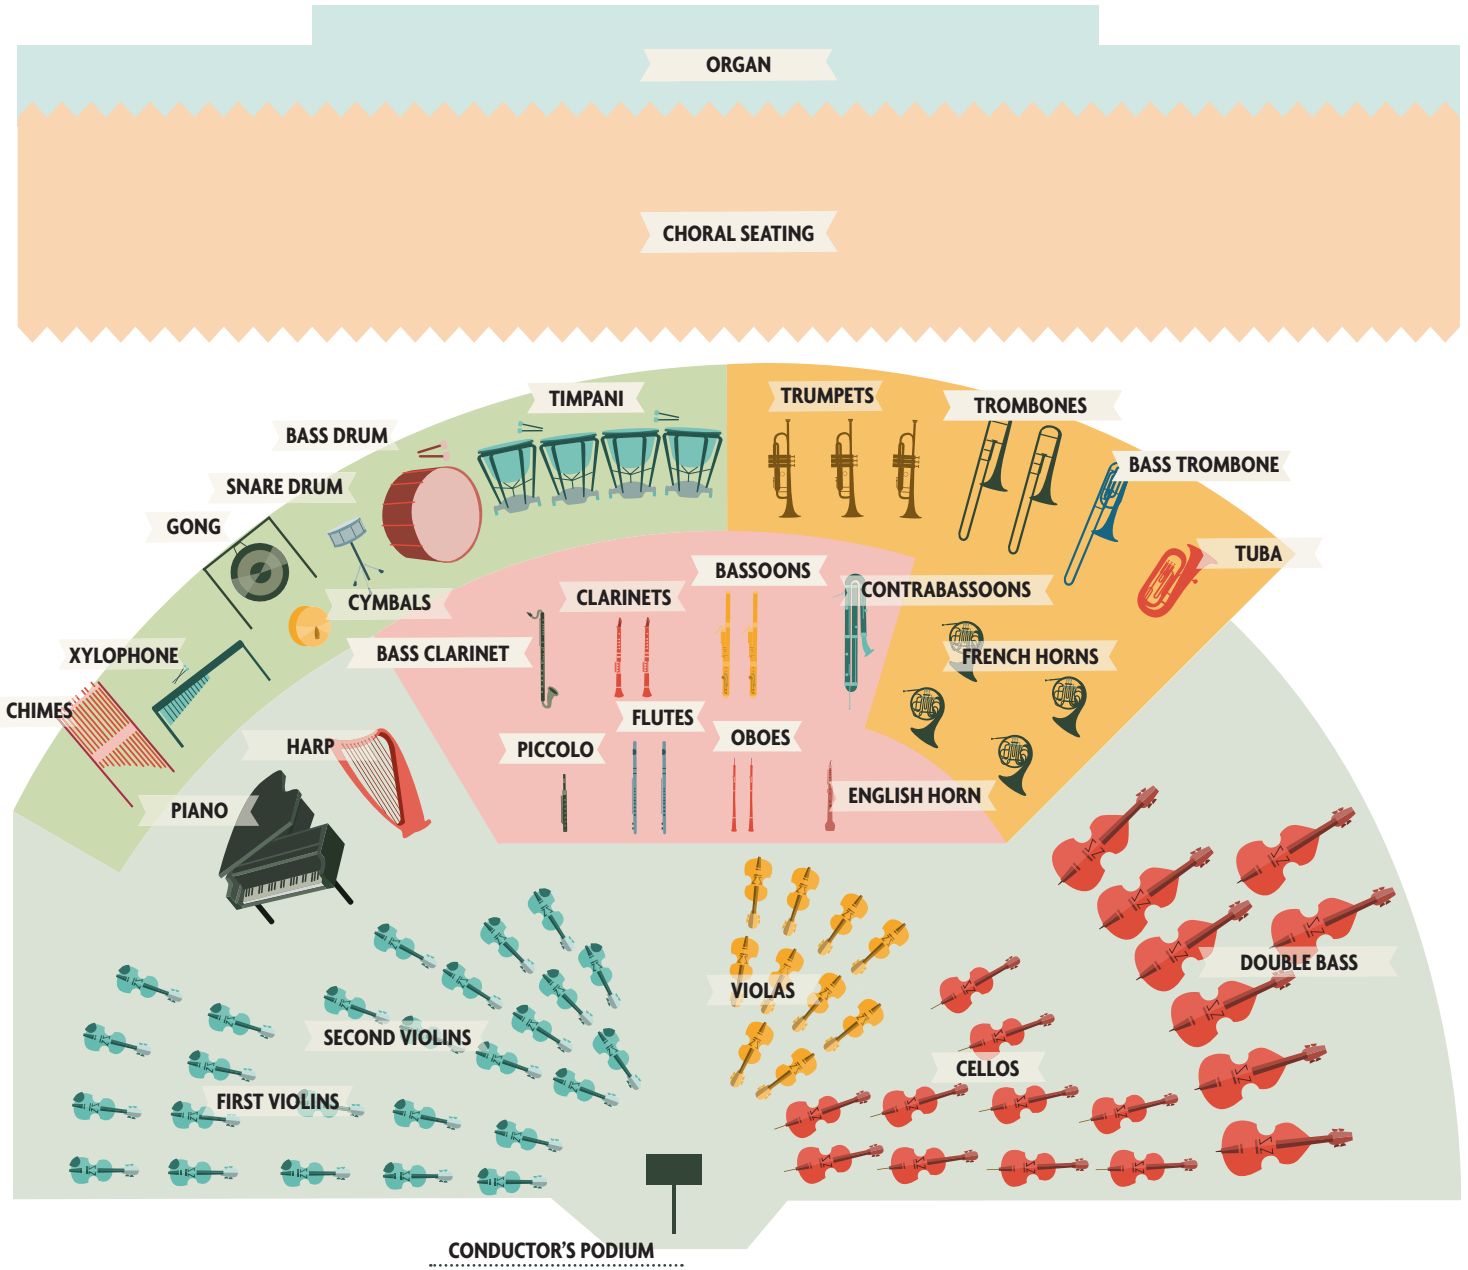 ORGAN
CHORAL SEATING
TIMPANI
TRUMPETS
TROMBONES
BASS DRUM
BASS TROMBONE
SNARE DRUM
GONG
TUBA
BASSOONS
CONTRABASSOONS
CLARINETS
CYMBALS
XYLOPHONE
BASS CLARINET
FRENCH HORNS
CHIMES
FLUTES
HARP
PICCOLO
OBOES
PIANO
ENGLISH HORN
DOUBLE BASS
VIOLAS
SECOND VIOLINS
CELLOS
FIRST VIOLINS
CONDUCTOR'S PODIUM